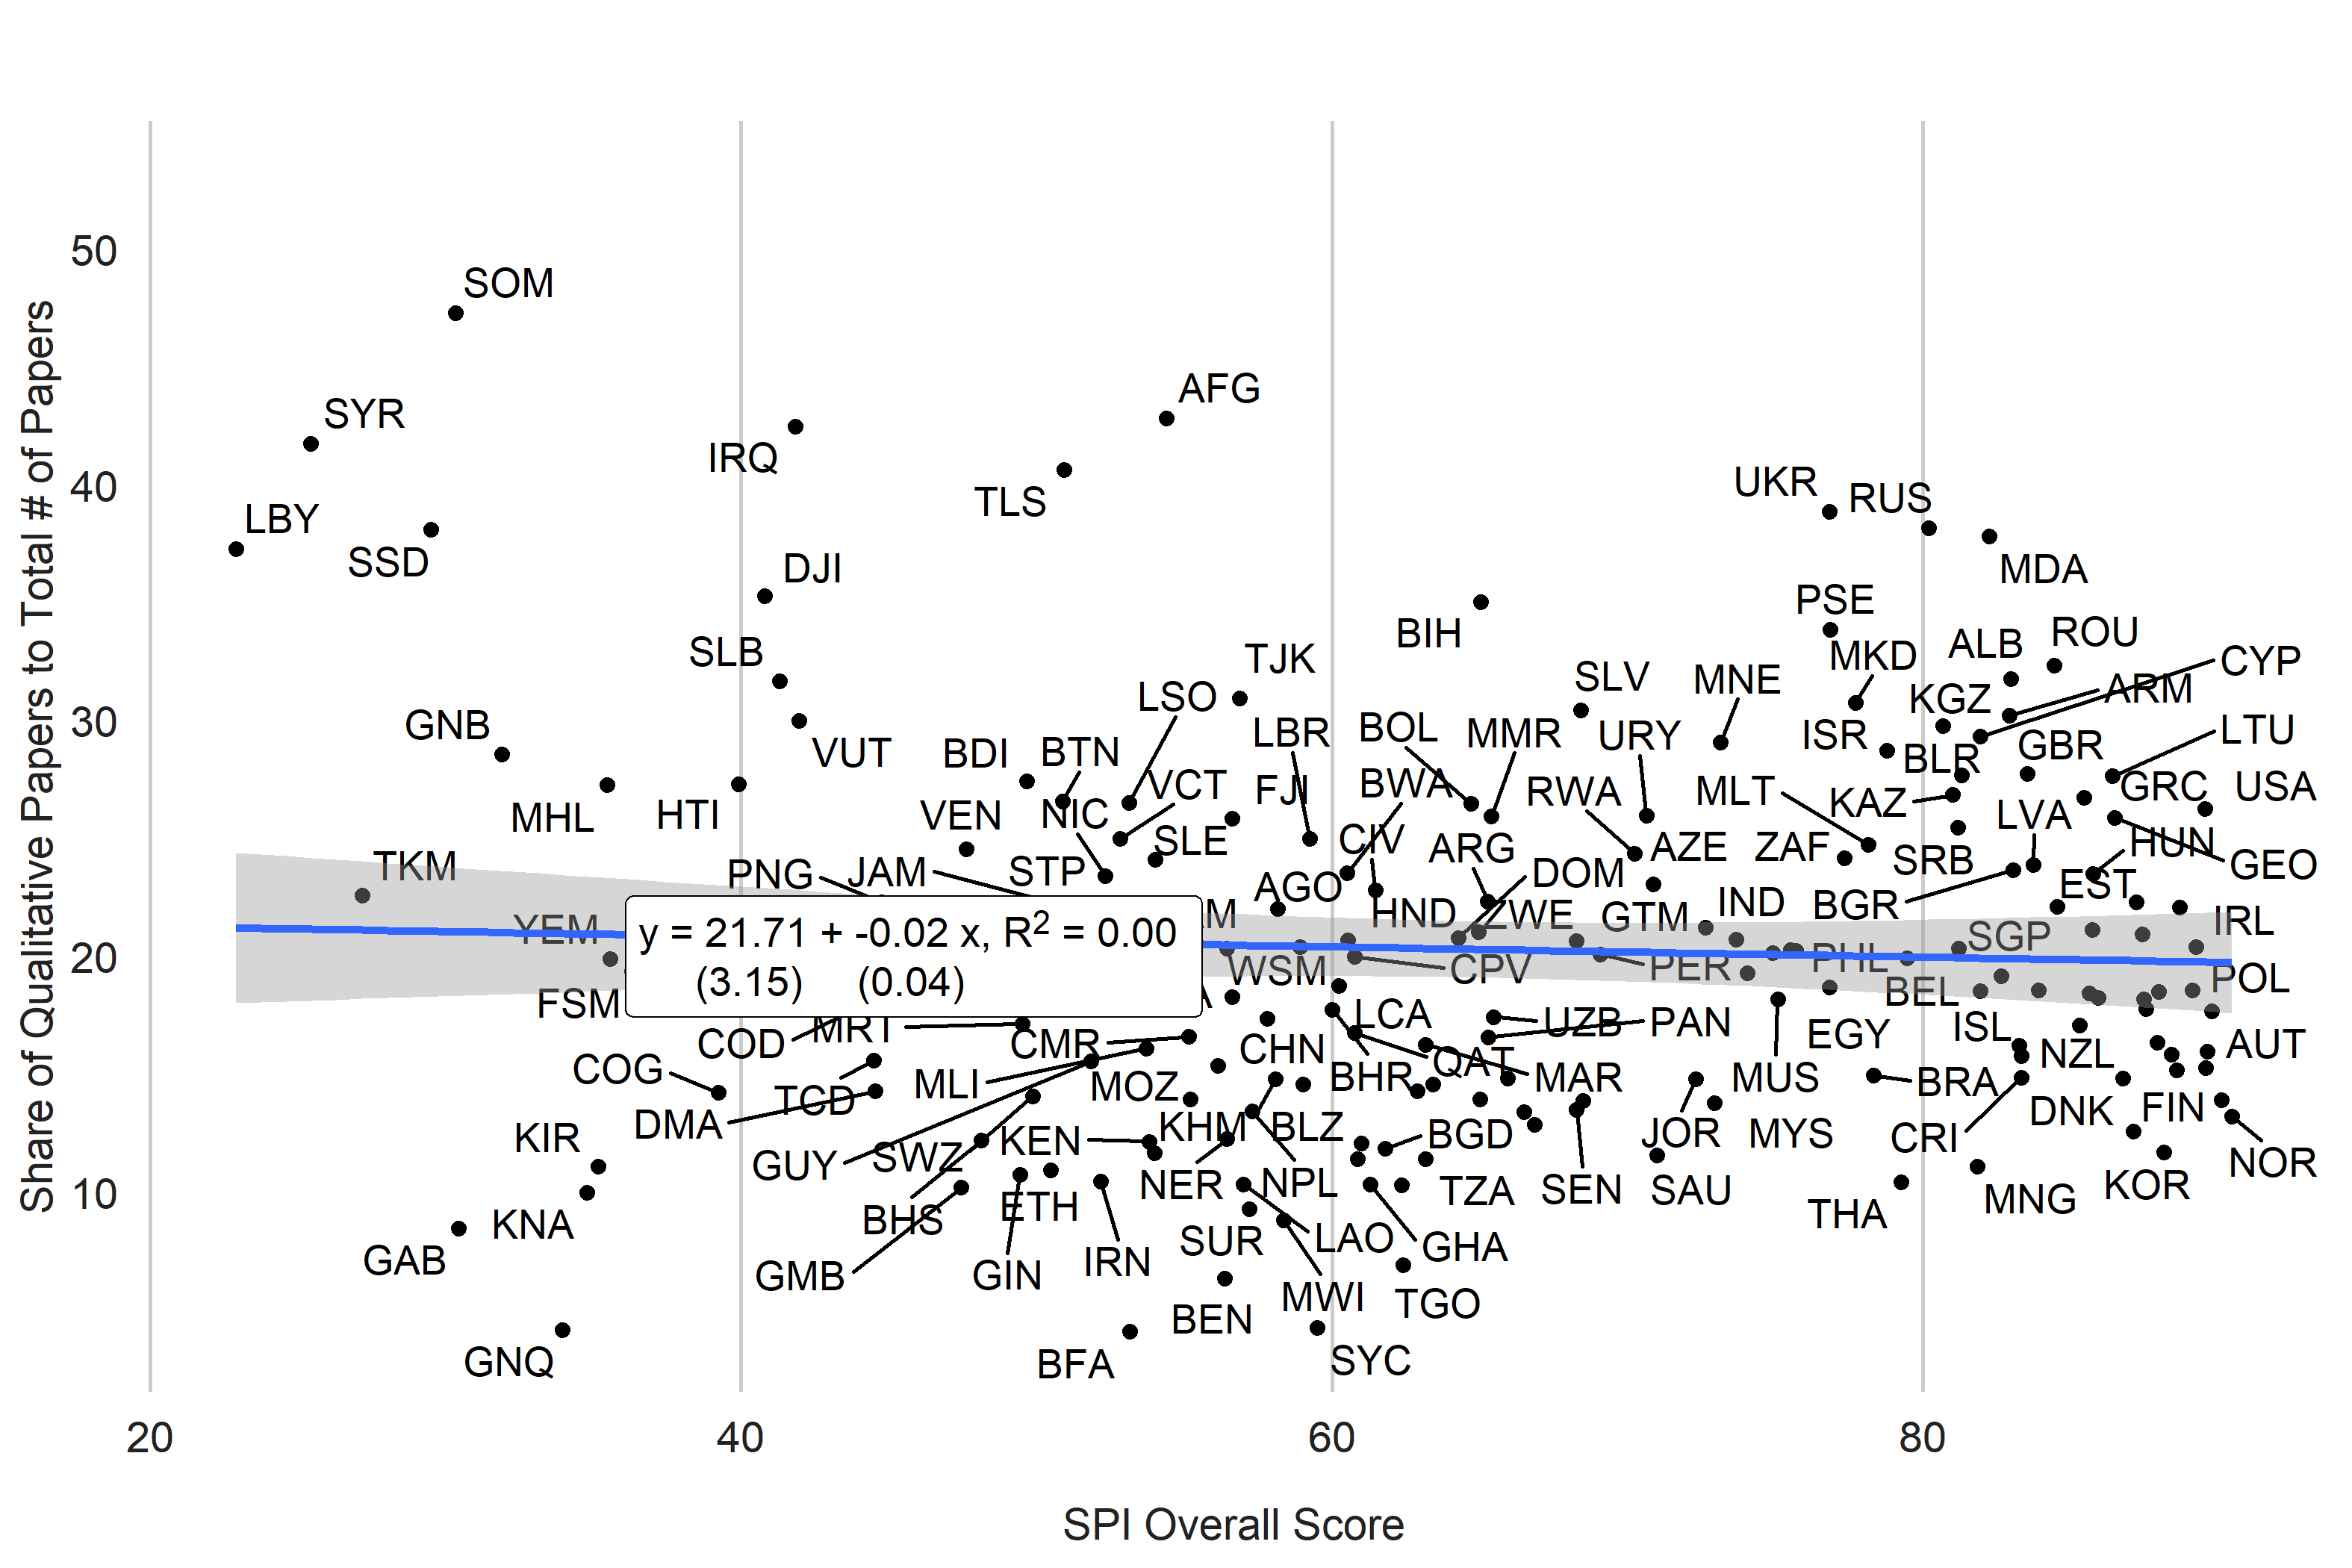 50
SOM
AFG
SYR
IRQ
TLS
40
UKR
RUS
LBY
SSD
MDA
DJI
PSE
BIH
SLB
TJK
MKD
ALB
ROU
CYP
ARM
SLV
MNE
LSO
KGZ
30
GNB
VUT
BDI
BTN
LBR
BOL
MMR
URY
ISR
BLR
GBR
LTU
VCT
FJI
BWA
RWA
MLT
KAZ
GRC
USA
MHL
HTI
VEN
NIC
LVA
SLE
CIV
ARG
AZE
ZAF
SRB
HUN
GEO
TKM
PNG
JAM
STP
AGO
DOM
EST
HND
ZWE
GTM
IND
BGR
IRL
YEM
y = 21.71 + -0.02 x, R² = 0.00
(3.15) (0.04)
20
WSM
CPV
PER
PHL
SGP
BEL
POL
FSM
LCA
UZB
PAN
EGY
ISL
COD
MRT
CMR
CHN
QAT
NZL
AUT
COG
TCD
MLI
MOZ
BHR
MAR
MUS
BRA
DMA
KIR
SWZ
KEN
KHM
BLZ
BGD
JOR
MYS
CRI
DNK
FIN
GUY
NER
NPL
TZA
SEN
SAU
KOR
NOR
10
KNA
BHS
ETH
THA
MNG
GAB
GMB
GIN
IRN
SUR
LAO
GHA
MWI
TGO
BEN
GNQ
BFA
SYC
20
40
60
80
SPI Overall Score
Share of Qualitative Papers to Total # of Papers